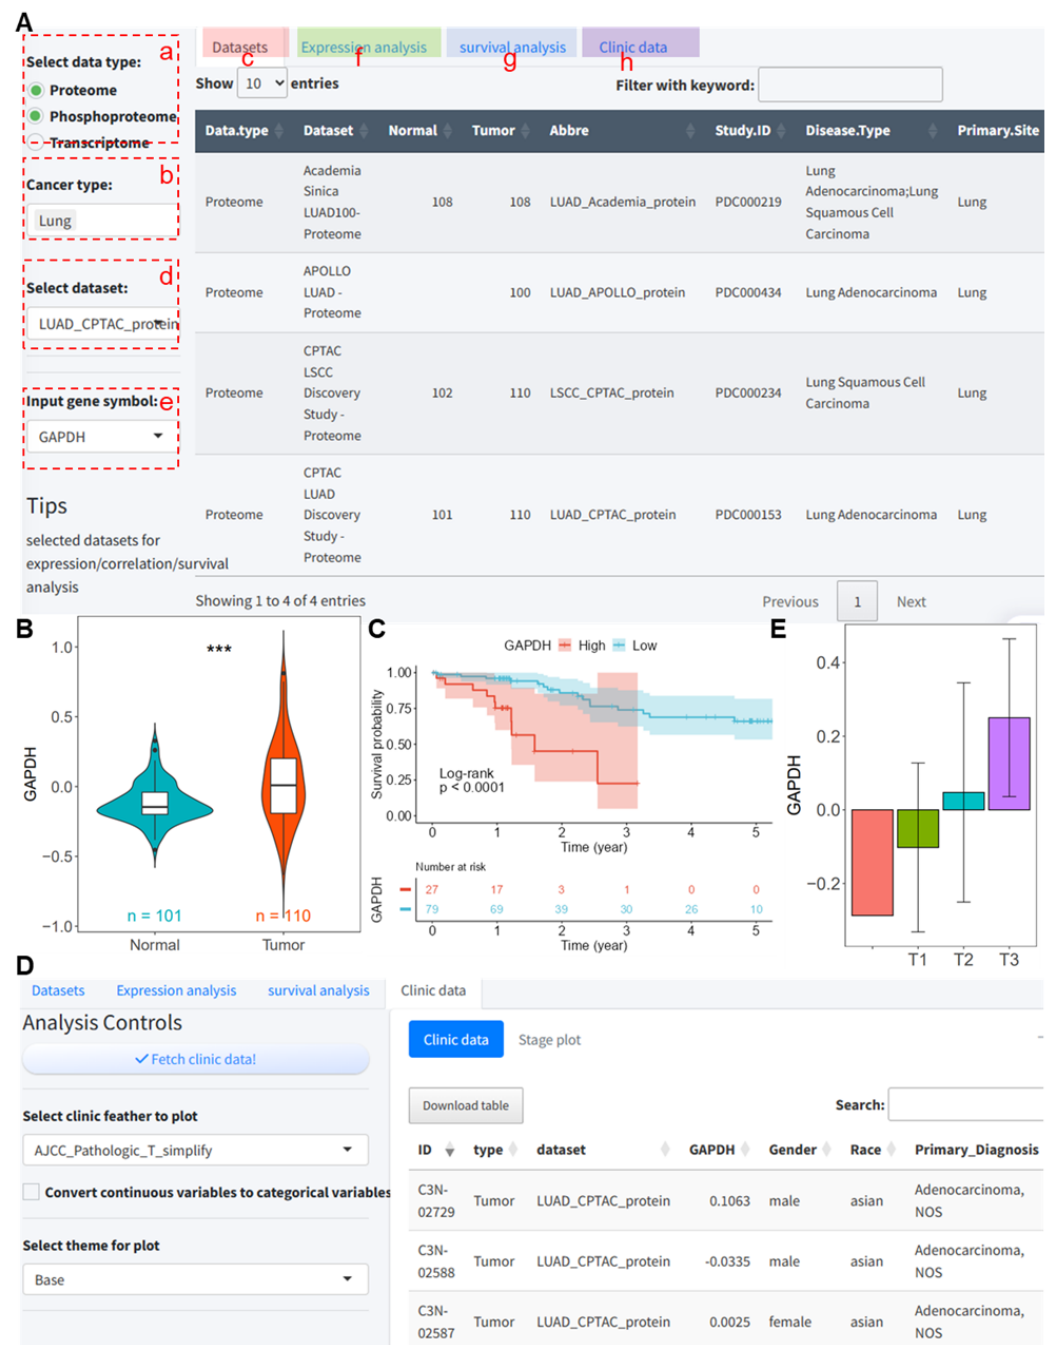 A
a
Select data type:
Proteome
Phosphoproteome
Transcriptome
b
Cancer type:
Lung
d
Select dataset:
LUAD_CPTAC_protein
Input gene symbol:
e
GAPDH
Tips
selected datasets for
expression/correlation/survival
analysis
Datasets Expression analysis survival analysis Clinic data
c f g h
Show 10 entries Filter with keyword:
Data.type Dataset Normal Tumor Abbre Study.ID Disease.Type Primary.Site
Proteome Academia Sinica LUAD100-Proteome 108 108 LUAD_Academia_protein PDC000219 Lung Adenocarcinoma;Lung Squamous Cell Carcinoma Lung
Proteome APOLLO LUAD - Proteome 100 LUAD_APOLLO_protein PDC000434 Lung Adenocarcinoma Lung
Proteome CPTAC LSCC Discovery Study - Proteome 102 110 LSCC_CPTAC_protein PDC000234 Lung Squamous Cell Carcinoma Lung
Proteome CPTAC LUAD Discovery Study - Proteome 101 110 LUAD_CPTAC_protein PDC000153 Lung Adenocarcinoma Lung
Showing 1 to 4 of 4 entries Previous 1 Next
B
GAPDH
1.0
0.5
0.0
−0.5
−1.0
***
n = 101 n = 110
Normal Tumor
C
GAPDH High Low
Survival probability
1.00
0.75
0.50
0.25
0.00
Log-rank
p < 0.0001
0 1 2 3 4 5
Time (year)
Number at risk
GAPDH
27 17 3 1 0 0
79 69 39 30 26 10
0 1 2 3 4 5
Time (year)
E
GAPDH
0.4
0.2
0.0
−0.2
T1 T2 T3
D
Datasets Expression analysis survival analysis Clinic data
Analysis Controls
Fetch clinic data!
Select clinic feather to plot
AJCC_Pathologic_T_simplify
Convert continuous variables to categorical variables
Select theme for plot
Base
Clinic data Stage plot
Download table Search:
ID type dataset GAPDH Gender Race Primary_Diagnosis
C3N-02729 Tumor LUAD_CPTAC_protein 0.1063 male asian Adenocarcinoma, NOS
C3N-02588 Tumor LUAD_CPTAC_protein -0.0335 male asian Adenocarcinoma, NOS
C3N-02587 Tumor LUAD_CPTAC_protein 0.0025 female asian Adenocarcinoma, NOS